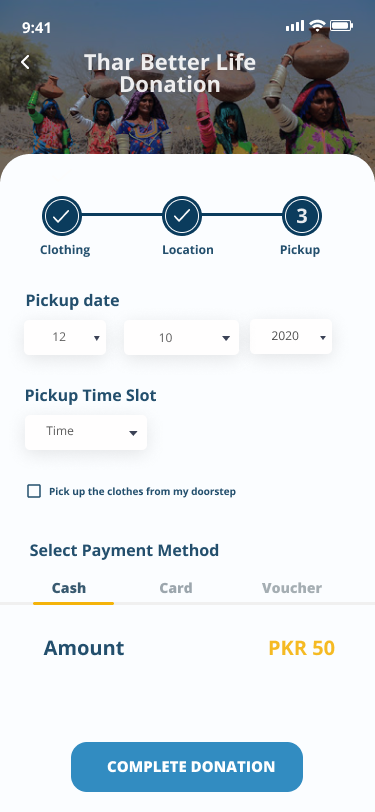 9:41
Thar Better Life
Donation
3
Clothing Location Pickup
Pickup date
12 10 2020
Pickup Time Slot
Time
Pick up the clothes from my doorstep
Select Payment Method
Cash Card Voucher
Amount PKR 50
COMPLETE DONATION